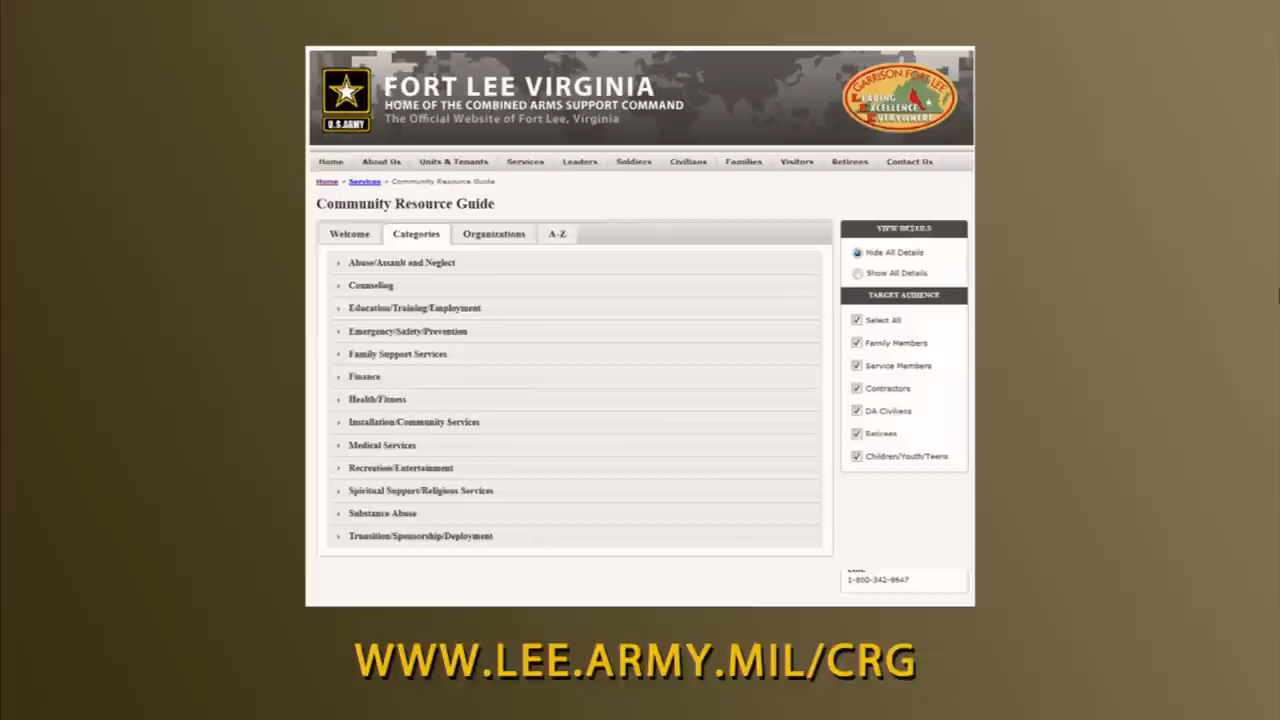 FORT LEE VIRGINIA
HOME OF THE COMBINED ARMS SUPPORT COMMAND
The Official Website of Fort Lee, Virginia
U.S.ARMY
GARRISON FORT LEE
LEADING
EXCELLENCE
EVERYWHERE
Home About Us Units & Tenants Services Leaders Soldiers Civilians Families Visitors Retirees Contact Us
Home > Services > Community Resource Guide
Community Resource Guide
Welcome Categories Organizations A-Z
Abuse/Assault and Neglect
Counseling
Education/Training/Employment
Emergency/Safety/Prevention
Family Support Services
Finance
Health/Fitness
Installation/Community Services
Medical Services
Recreation/Entertainment
Spiritual Support/Religious Services
Substance Abuse
Transition/Sponsorship/Deployment
VIEW DETAILS
Hide All Details
Show All Details
TARGET AUDIENCE
Select All
Family Members
Service Members
Contractors
DA Civilians
Retirees
Children/Youth/Teens
1-800-342-9647
WWW.LEE.ARMY.MIL/CRG